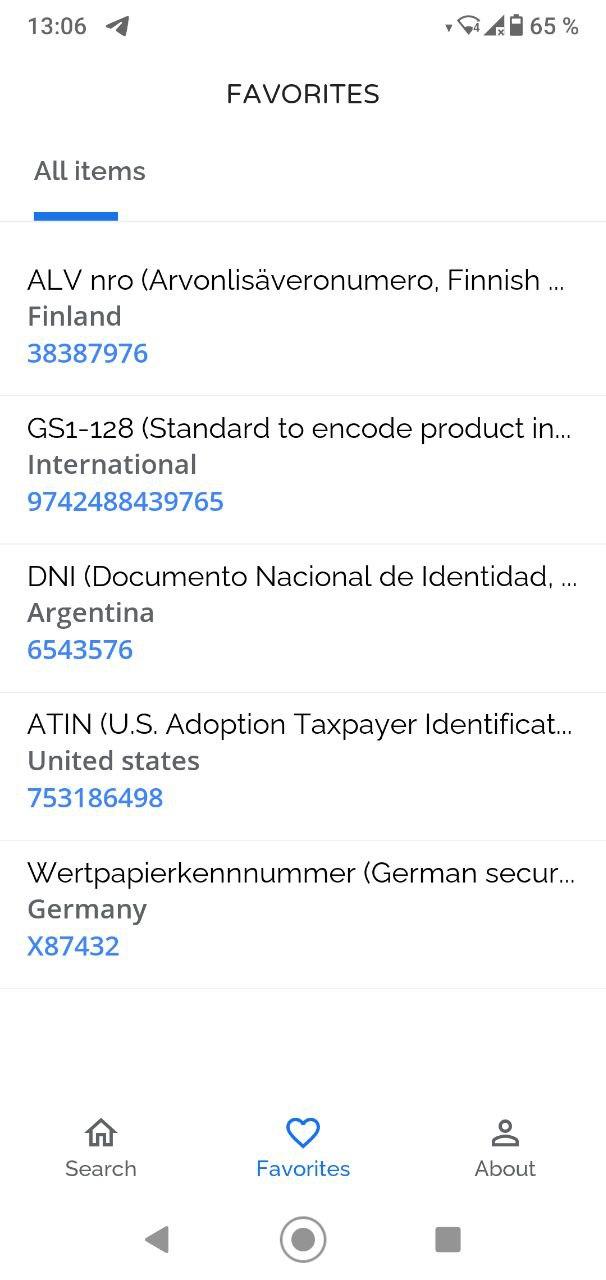 13:06
4 65 %
FAVORITES
All items
ALV nro (Arvonlisäveronumero, Finnish ...
Finland
38387976
GS1-128 (Standard to encode product in...
International
9742488439765
DNI (Documento Nacional de Identidad, ...
Argentina
6543576
ATIN (U.S. Adoption Taxpayer Identificat...
United states
753186498
Wertpapierkennnummer (German secur...
Germany
X87432
Search Favorites About